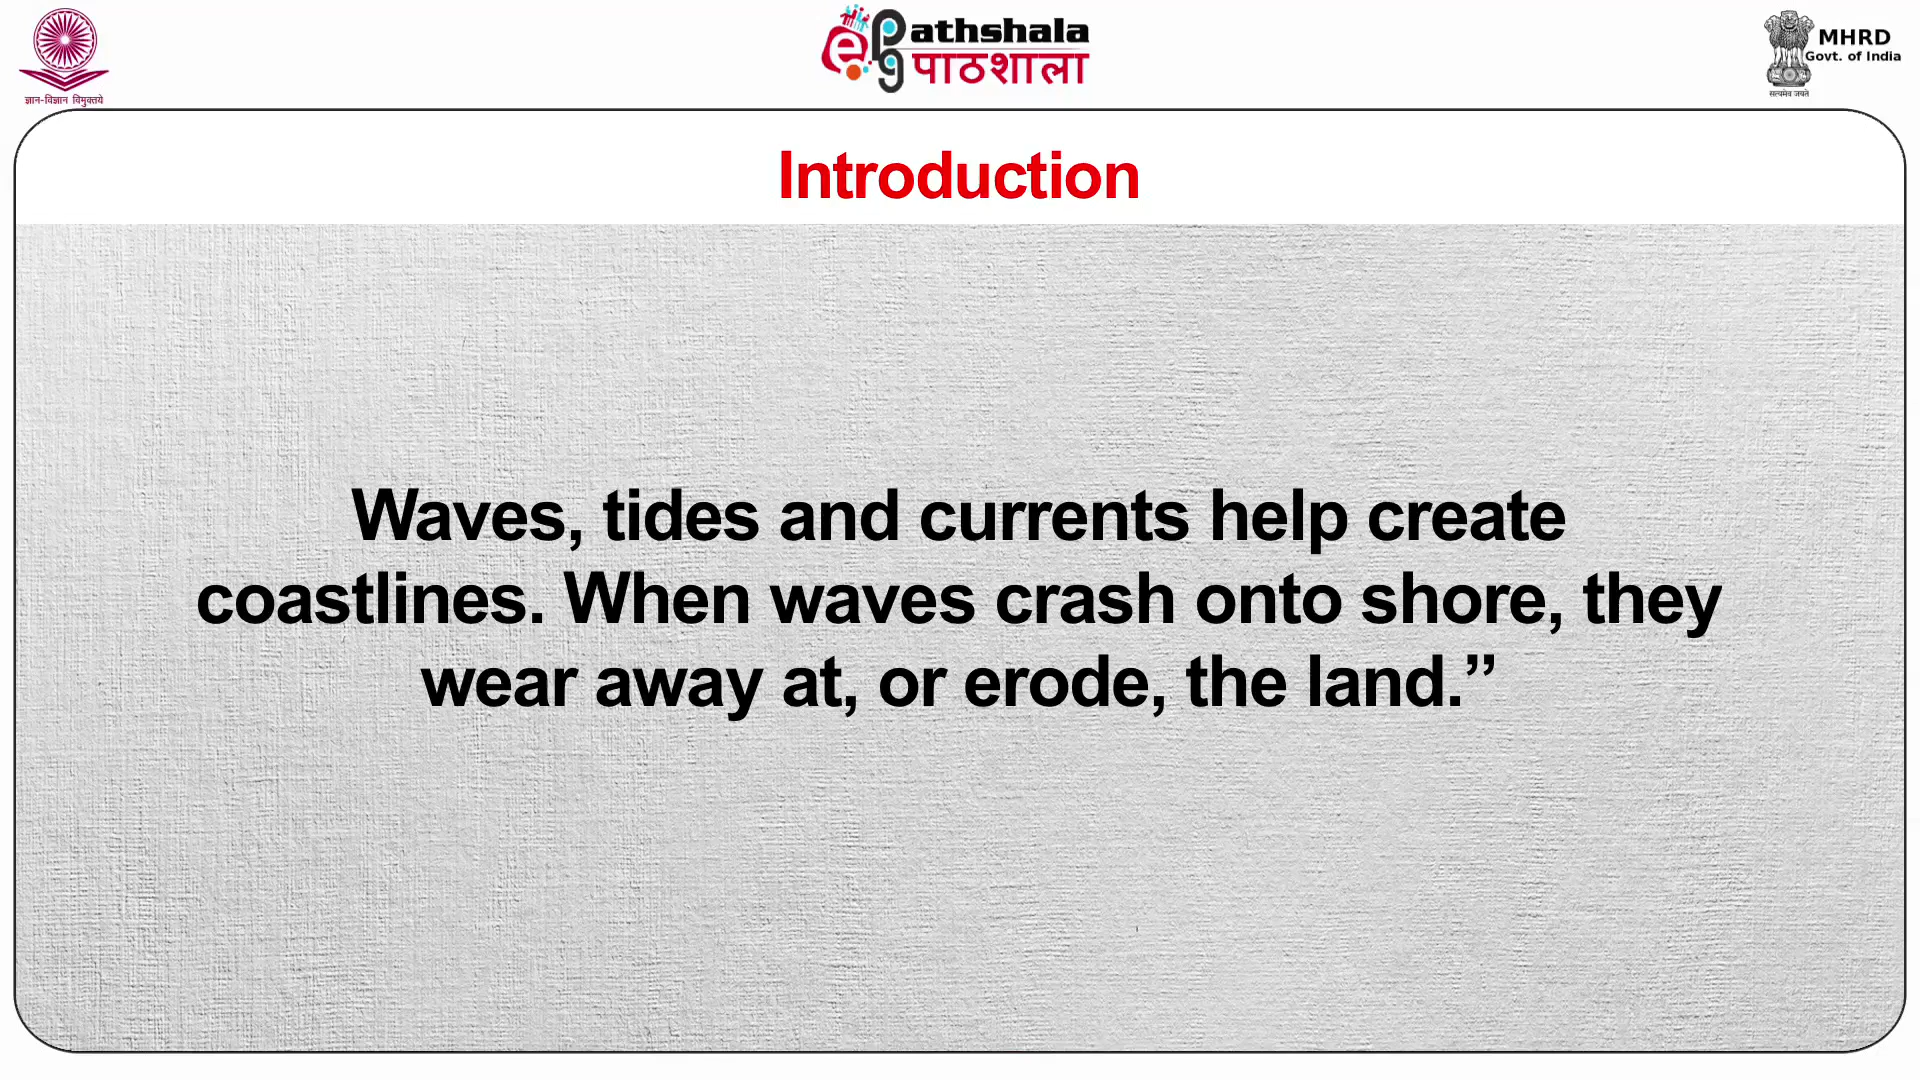 ज्ञान-विज्ञान विमुक्तये
e pg athshala
पाठशाला
MHRD
Govt. of India
सत्यमेव जयते
Introduction
Waves, tides and currents help create
coastlines. When waves crash onto shore, they
wear away at, or erode, the land.”